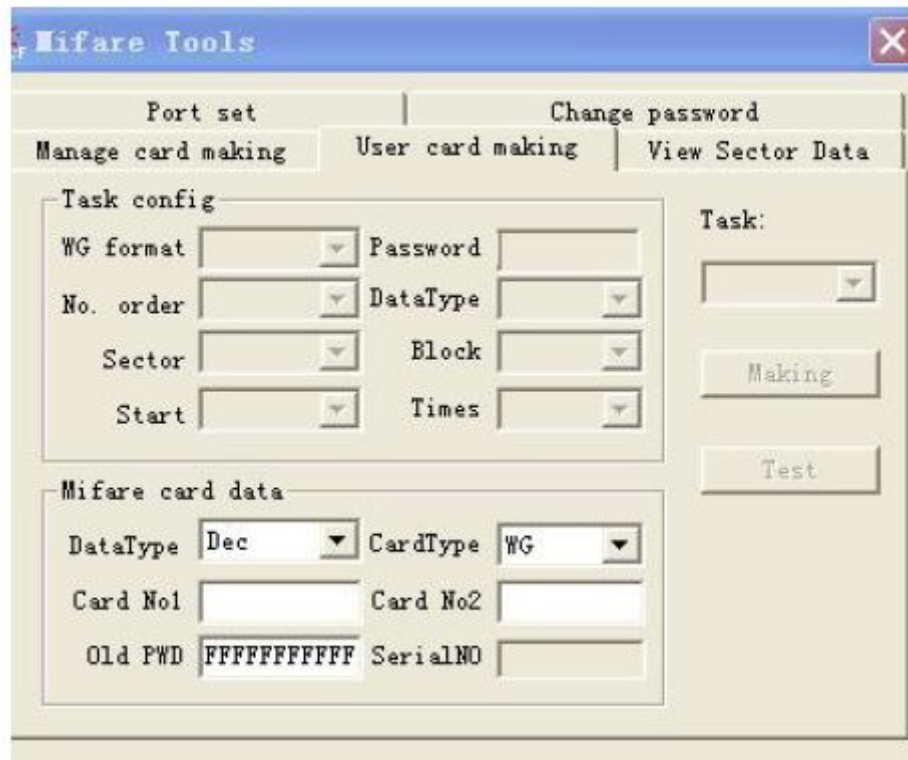 Mifare Tools
Port set
Change password
Manage card making
User card making
View Sector Data
Task config
WG format
Password
No. order
DataType
Sector
Block
Start
Times
Task:
Making
Test
Mifare card data
DataType Dec
CardType WG
Card No1
Card No2
Old PWD FFFFFFFFFFF
SerialNO